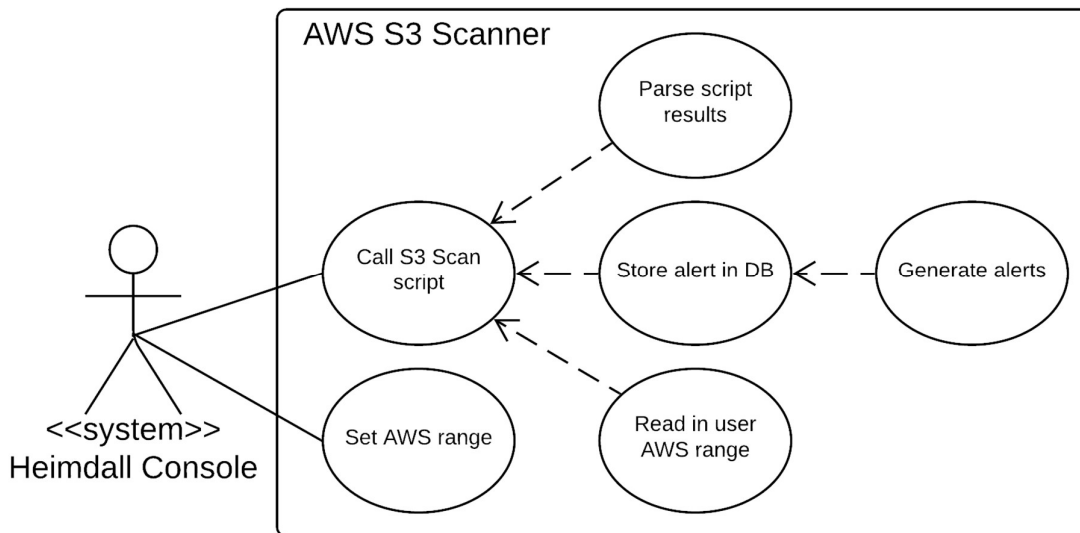 AWS S3 Scanner
Parse script
results
Call S3 Scan
script
Store alert in DB
Generate alerts
Set AWS range
Read in user
AWS range
<<system>>
Heimdall Console